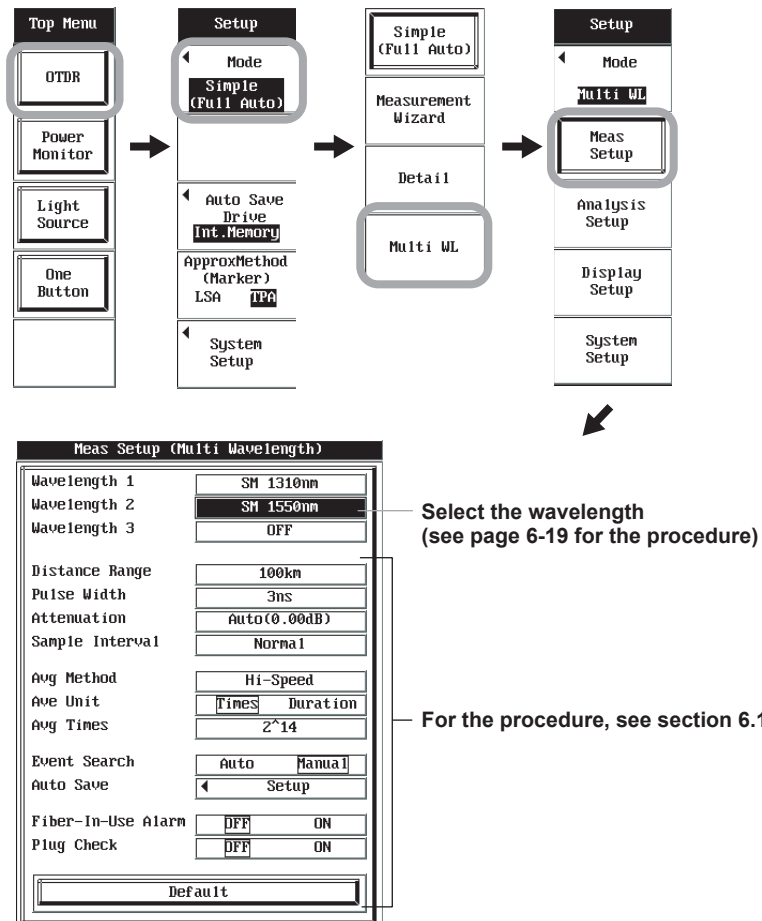 Top Menu
OTDR
Power
Monitor
Light
Source
One
Button
Setup
Mode
Simple
(Full Auto)
Auto Save
Drive
Int.Memory
ApproxMethod
(Marker)
LSA TPA
System
Setup
Simple
(Full Auto)
Measurement
Wizard
Detail
Multi WL
Setup
Mode
Multi WL
Meas
Setup
Analysis
Setup
Display
Setup
System
Setup
Meas Setup (Multi Wavelength)
Wavelength 1 SM 1310nm
Wavelength 2 SM 1550nm
Wavelength 3 OFF
Distance Range 100km
Pulse Width 3ns
Attenuation Auto(0.00dB)
Sample Interval Normal
Avg Method Hi-Speed
Ave Unit Times Duration
Avg Times 2^14
Event Search Auto Manual
Auto Save Setup
Fiber-In-Use Alarm OFF ON
Plug Check OFF ON
Default
Select the wavelength
(see page 6-19 for the procedure)
For the procedure, see section 6.1